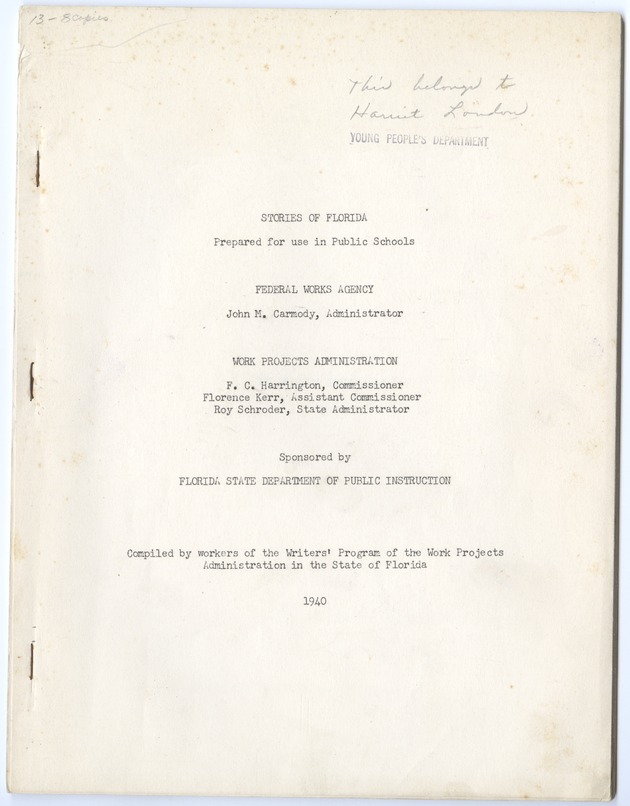 13 - 8 copies
This belongs to
Harriet London
YOUNG PEOPLE'S DEPARTMENT
STORIES OF FLORIDA
Prepared for use in Public Schools
FEDERAL WORKS AGENCY
John M. Carmody, Administrator
WORK PROJECTS ADMINISTRATION
F. C. Harrington, Commissioner
Florence Kerr, Assistant Commissioner
Roy Schroder, State Administrator
Sponsored by
FLORIDA STATE DEPARTMENT OF PUBLIC INSTRUCTION
Compiled by workers of the Writers' Program of the Work Projects
Administration in the State of Florida
1940